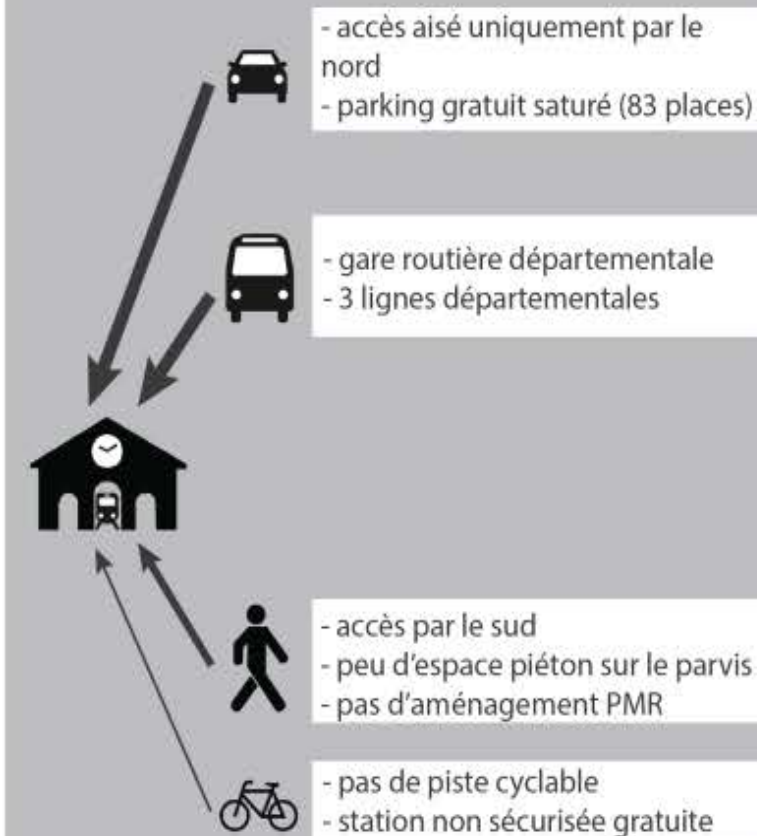 - accès aisé uniquement par le
nord
- parking gratuit saturé (83 places)
- gare routière départementale
- 3 lignes départementales
- accès par le sud
- peu d'espace piéton sur le parvis
- pas d'aménagement PMR
- pas de piste cyclable
- station non sécurisée gratuite